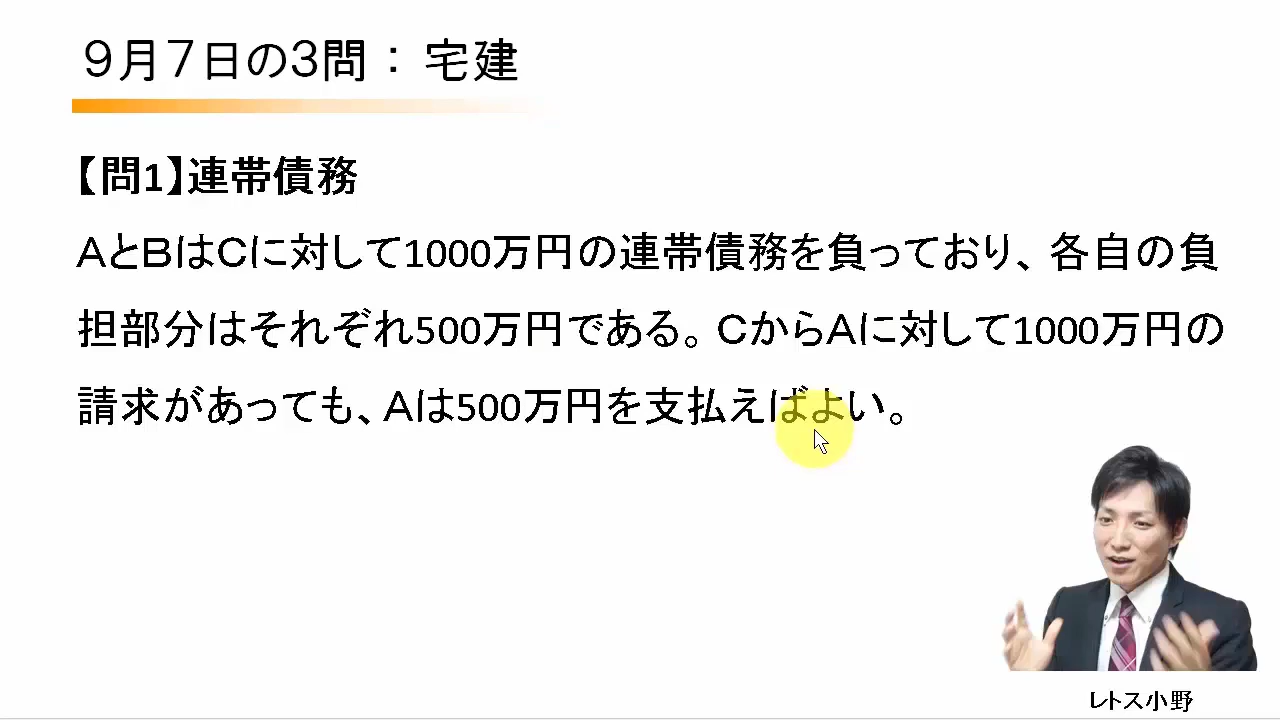 ９月７日の３問：宅建
【問1】連帯債務
ＡとＢはＣに対して1000万円の連帯債務を負っており、各自の負
担部分はそれぞれ500万円である。ＣからＡに対して1000万円の
請求があっても、Ａは500万円を支払えばよい。
レトス小野